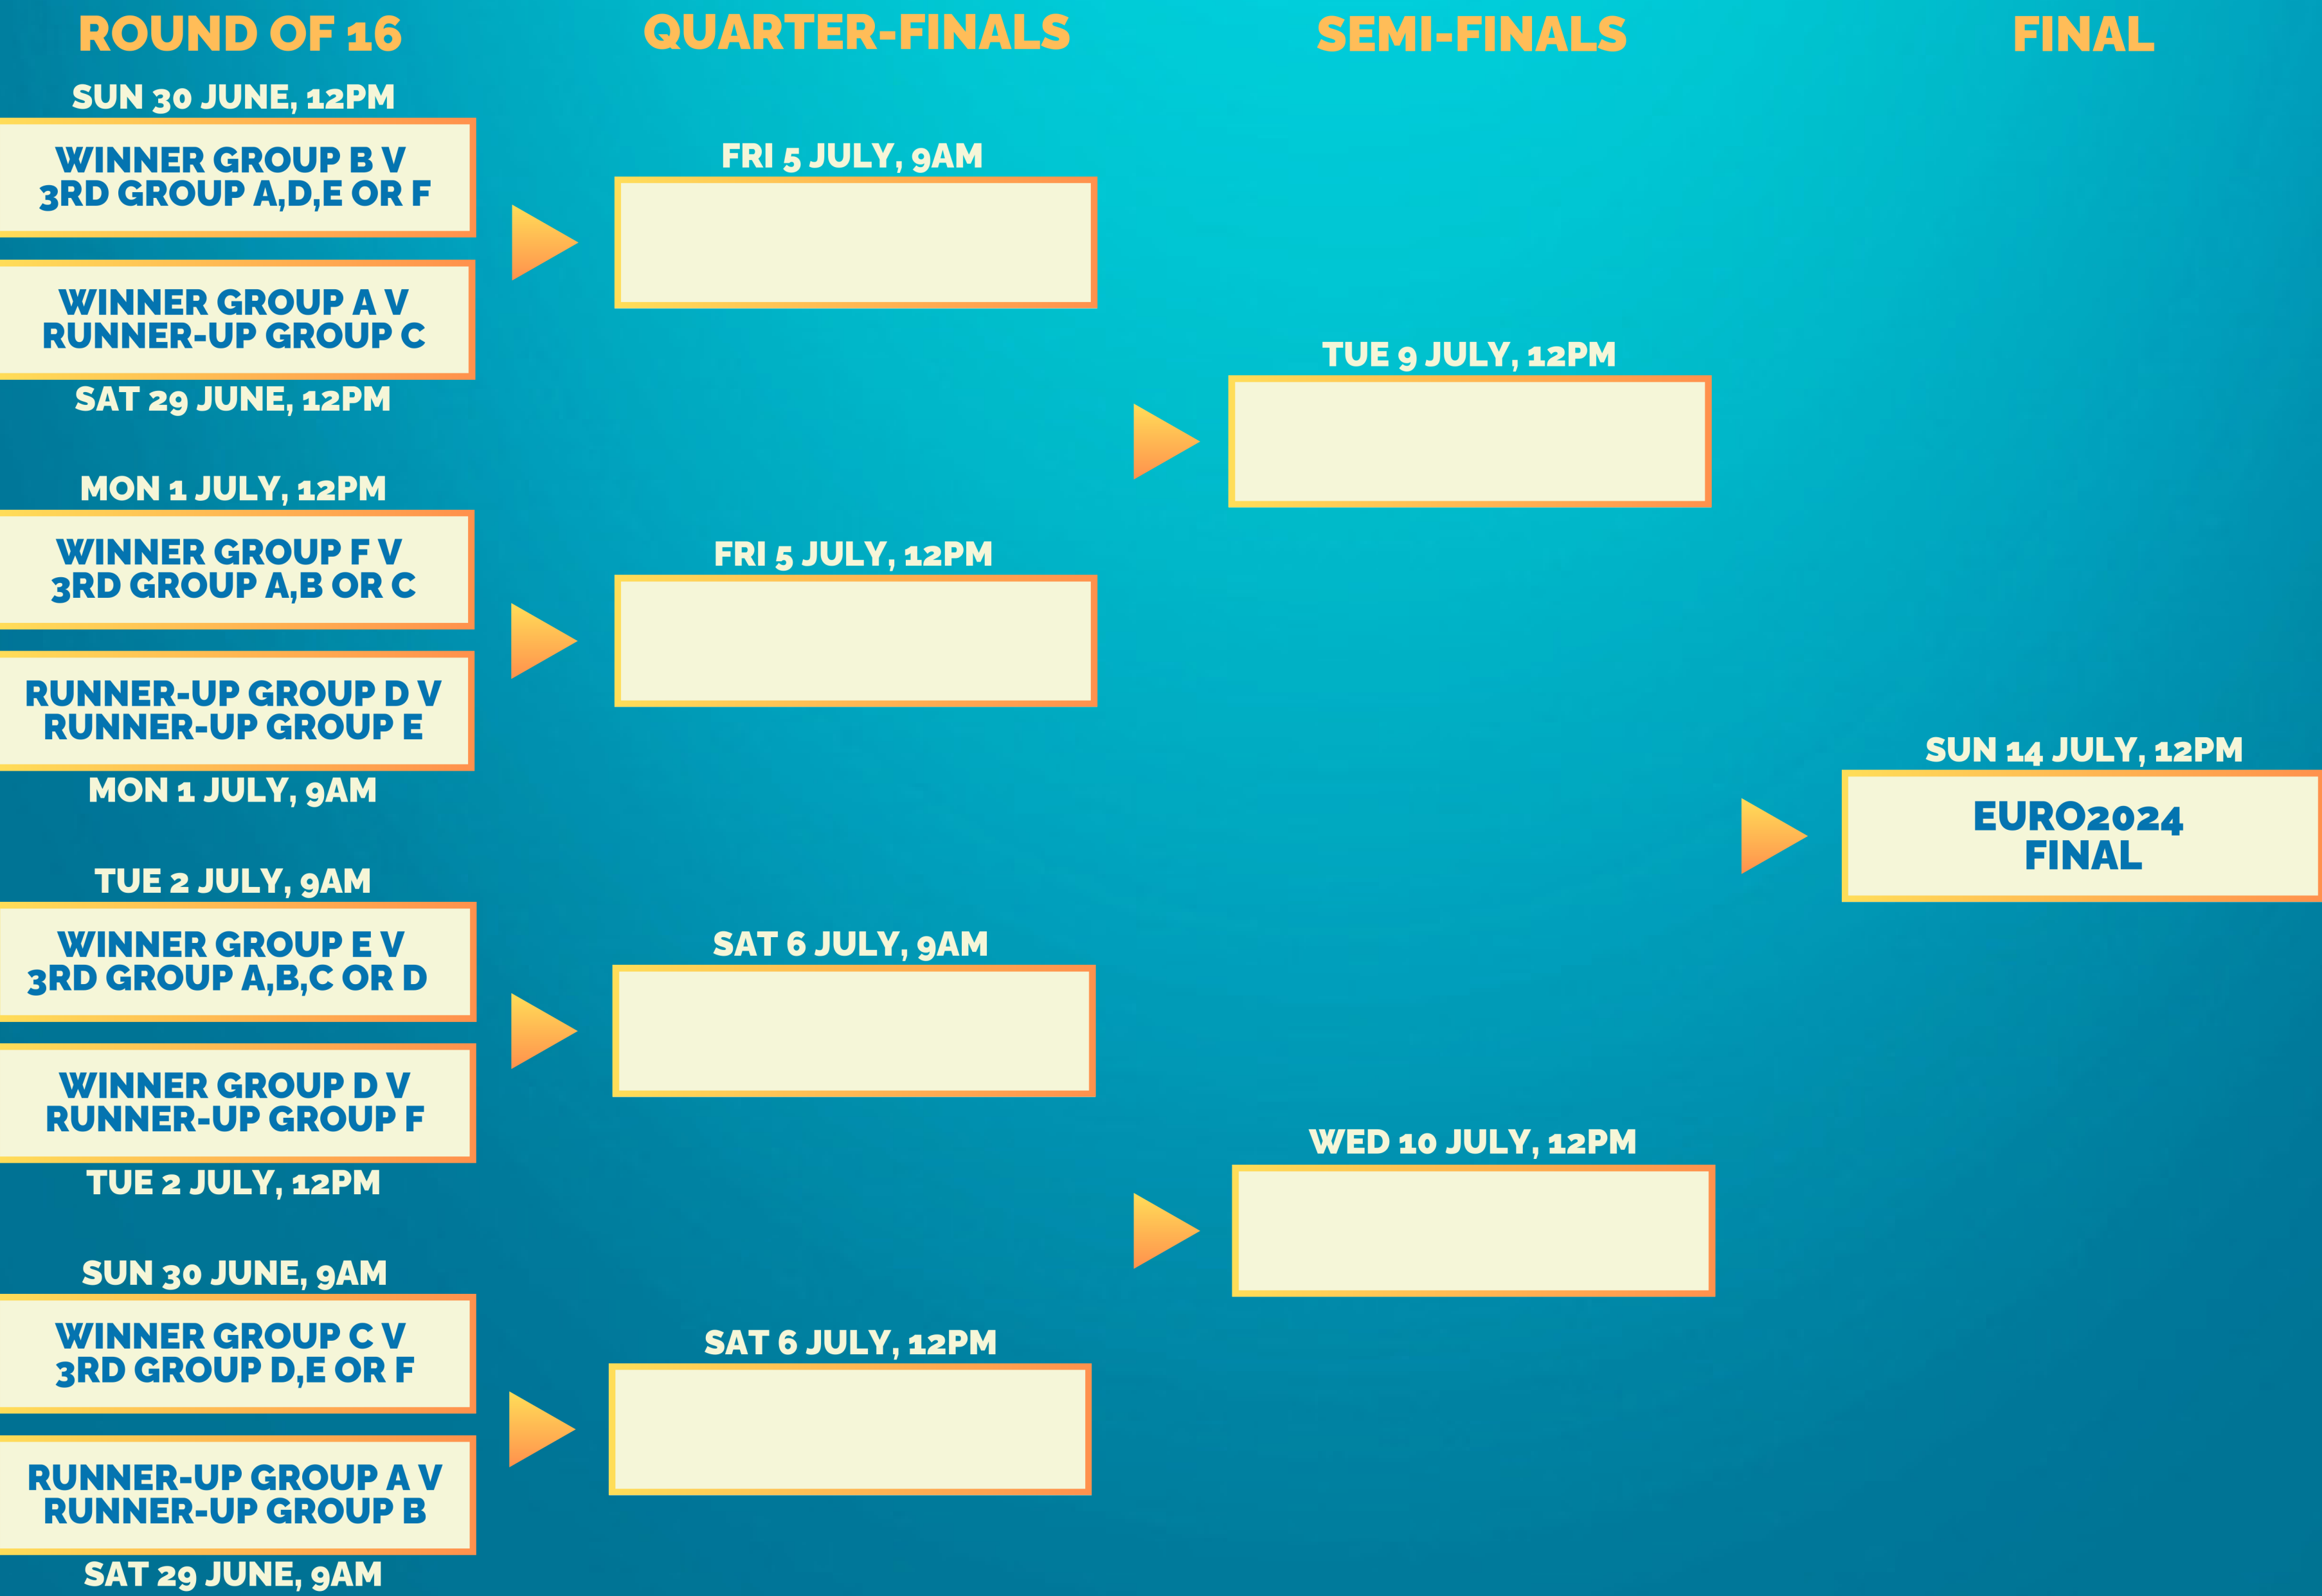 ROUND OF 16
SUN 30 JUNE, 12PM
WINNER GROUP B V
3RD GROUP A,D,E OR F
WINNER GROUP A V
RUNNER-UP GROUP C
SAT 29 JUNE, 12PM
MON 1 JULY, 12PM
WINNER GROUP F V
3RD GROUP A,B OR C
RUNNER-UP GROUP D V
RUNNER-UP GROUP E
MON 1 JULY, 9AM
TUE 2 JULY, 9AM
WINNER GROUP E V
3RD GROUP A,B,C OR D
WINNER GROUP D V
RUNNER-UP GROUP F
TUE 2 JULY, 12PM
SUN 30 JUNE, 9AM
WINNER GROUP C V
3RD GROUP D,E OR F
RUNNER-UP GROUP A V
RUNNER-UP GROUP B
SAT 29 JUNE, 9AM
QUARTER-FINALS
FRI 5 JULY, 9AM
FRI 5 JULY, 12PM
SAT 6 JULY, 9AM
SAT 6 JULY, 12PM
SEMI-FINALS
TUE 9 JULY, 12PM
WED 10 JULY, 12PM
FINAL
SUN 14 JULY, 12PM
EURO2024
FINAL